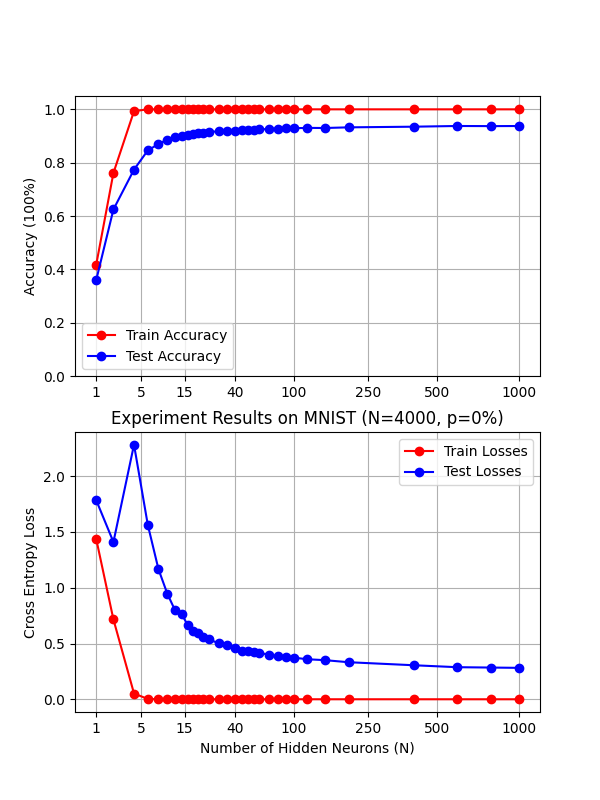 1.0
0.8
0.6
0.4
0.2
0.0
Accuracy (100%)
Train Accuracy
Test Accuracy
1 5 15 40 100 250 500 1000
Experiment Results on MNIST (N=4000, p=0%)
Train Losses
Test Losses
2.0
1.5
1.0
0.5
0.0
Cross Entropy Loss
1 5 15 40 100 250 500 1000
Number of Hidden Neurons (N)